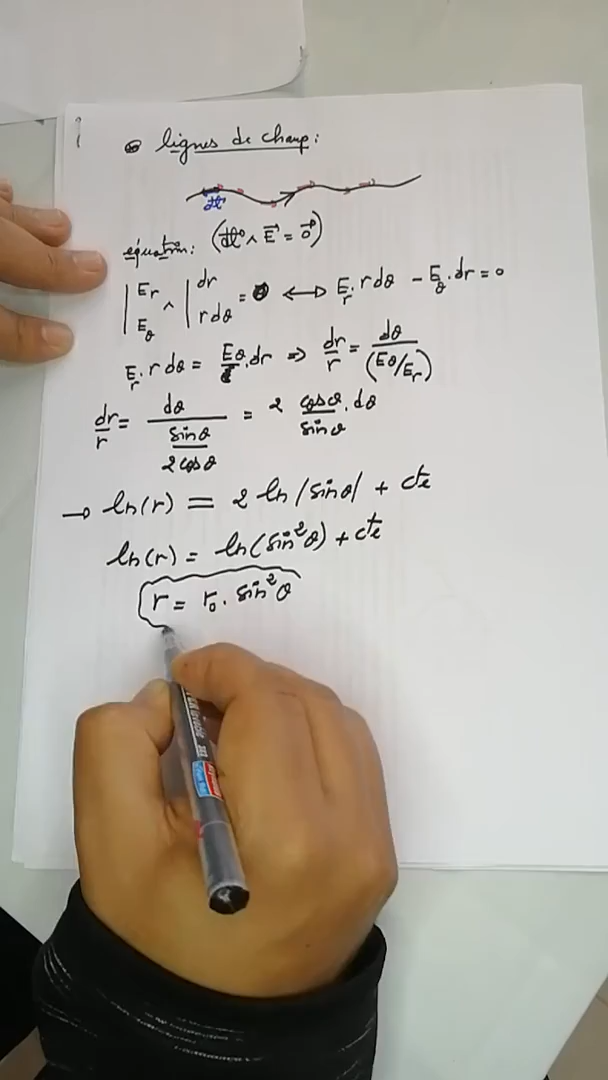 lignes de champ:
dl
équation: (dl ∧ E = 0)
| Er Eθ ∧ | dr rdθ = 0 ⟷ Er. rdθ - Eθ.dr = 0
Er. rdθ = Eθ.dr ⇒ dr/r = dθ/(Eθ/Er)
dr/r = dθ/(sinθ/2cosθ) = 2 cosθ/sinθ . dθ
→ ln(r) = 2 ln|sinθ| + cte
ln(r) = ln(sin²θ) + cte
r = r₀. sin²θ